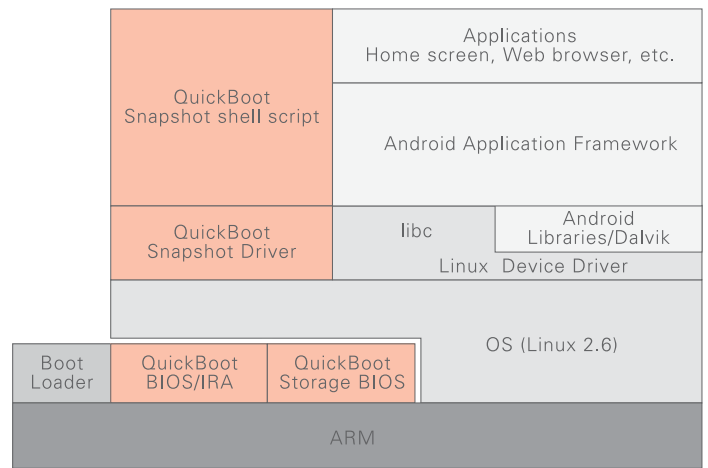 Applications
Home screen, Web browser, etc.
QuickBoot
Snapshot shell script
Android Application Framework
QuickBoot
Snapshot Driver
libc
Android
Libraries/Dalvik
Linux Device Driver
OS (Linux 2.6)
Boot
Loader
QuickBoot
BIOS/IRA
QuickBoot
Storage BIOS
ARM